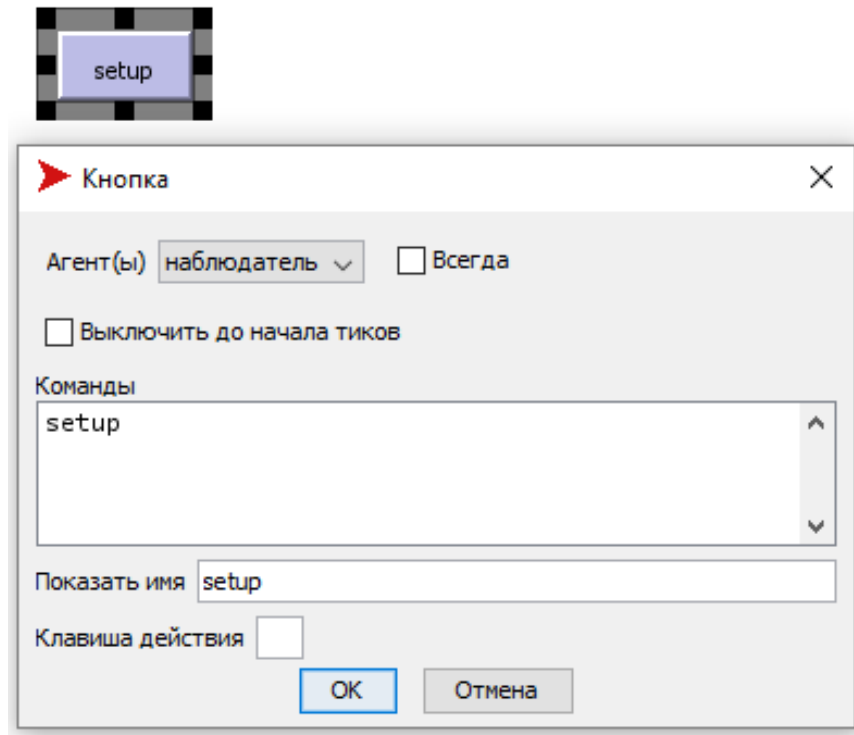 setup
Кнопка
Агент(ы) наблюдатель Всегда
Выключить до начала тиков
Команды
setup
Показать имя setup
Клавиша действия
OK Отмена